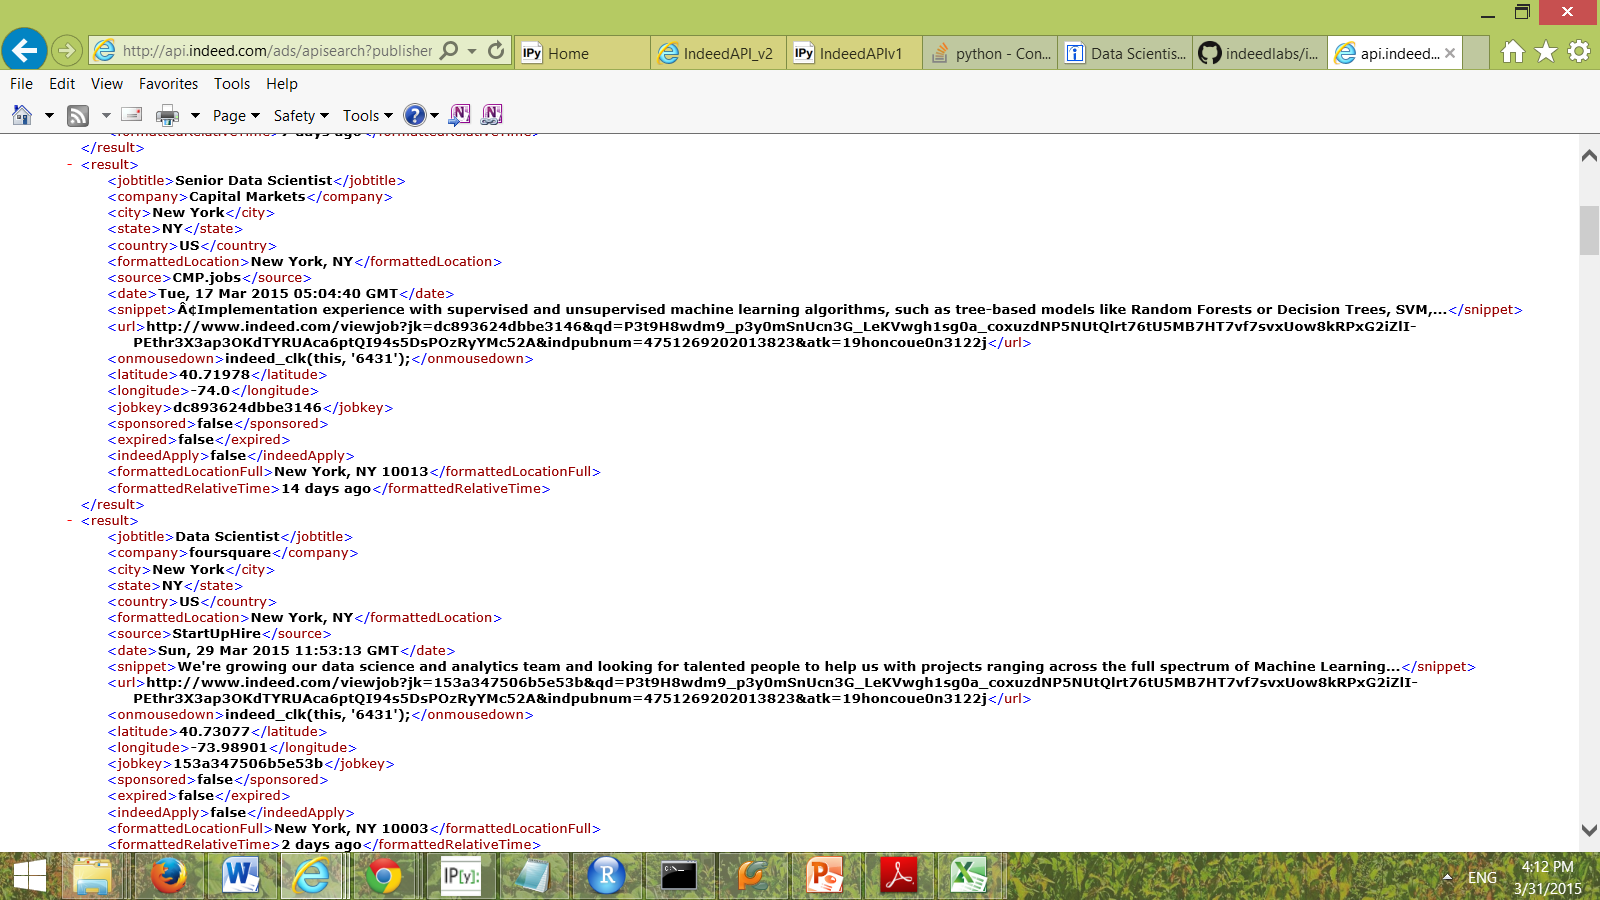 http://api.indeed.com/ads/apisearch?publisher
Home
IndeedAPI_v2
IPy IndeedAPIv1
python - Con...
Data Scientis...
indeedlabs/i...
api.indeed...
File Edit View Favorites Tools Help
Page Safety Tools
<formattedRelativeTime>7 days ago</formattedRelativeTime>
</result>
- <result>
<jobtitle>Senior Data Scientist</jobtitle>
<company>Capital Markets</company>
<city>New York</city>
<state>NY</state>
<country>US</country>
<formattedLocation>New York, NY</formattedLocation>
<source>CMP.jobs</source>
<date>Tue, 17 Mar 2015 05:04:40 GMT</date>
<snippet>Â¢Implementation experience with supervised and unsupervised machine learning algorithms, such as tree-based models like Random Forests or Decision Trees, SVM,...</snippet>
<url>http://www.indeed.com/viewjob?jk=dc893624dbbe3146&qd=P3t9H8wdm9_p3y0mSnUcn3G_LeKVwgh1sg0a_coxuzdNP5NUtQlrt76tU5MB7HT7vf7svxUow8kRPxG2iZlI-
PEthr3X3ap3OKdTYRUAca6ptQI94s5DsPOzRyYMc52A&indpubnum=4751269202013823&atk=19honcoue0n3122j</url>
<onmousedown>indeed_clk(this, '6431');</onmousedown>
<latitude>40.71978</latitude>
<longitude>-74.0</longitude>
<jobkey>dc893624dbbe3146</jobkey>
<sponsored>false</sponsored>
<expired>false</expired>
<indeedApply>false</indeedApply>
<formattedLocationFull>New York, NY 10013</formattedLocationFull>
<formattedRelativeTime>14 days ago</formattedRelativeTime>
</result>
- <result>
<jobtitle>Data Scientist</jobtitle>
<company>foursquare</company>
<city>New York</city>
<state>NY</state>
<country>US</country>
<formattedLocation>New York, NY</formattedLocation>
<source>StartUpHire</source>
<date>Sun, 29 Mar 2015 11:53:13 GMT</date>
<snippet>We're growing our data science and analytics team and looking for talented people to help us with projects ranging across the full spectrum of Machine Learning...</snippet>
<url>http://www.indeed.com/viewjob?jk=153a347506b5e53b&qd=P3t9H8wdm9_p3y0mSnUcn3G_LeKVwgh1sg0a_coxuzdNP5NUtQlrt76tU5MB7HT7vf7svxUow8kRPxG2iZlI-
PEthr3X3ap3OKdTYRUAca6ptQI94s5DsPOzRyYMc52A&indpubnum=4751269202013823&atk=19honcoue0n3122j</url>
<onmousedown>indeed_clk(this, '6431');</onmousedown>
<latitude>40.73077</latitude>
<longitude>-73.98901</longitude>
<jobkey>153a347506b5e53b</jobkey>
<sponsored>false</sponsored>
<expired>false</expired>
<indeedApply>false</indeedApply>
<formattedLocationFull>New York, NY 10003</formattedLocationFull>
<formattedRelativeTime>2 days ago</formattedRelativeTime>
IP[y]:
ENG
4:12 PM
3/31/2015